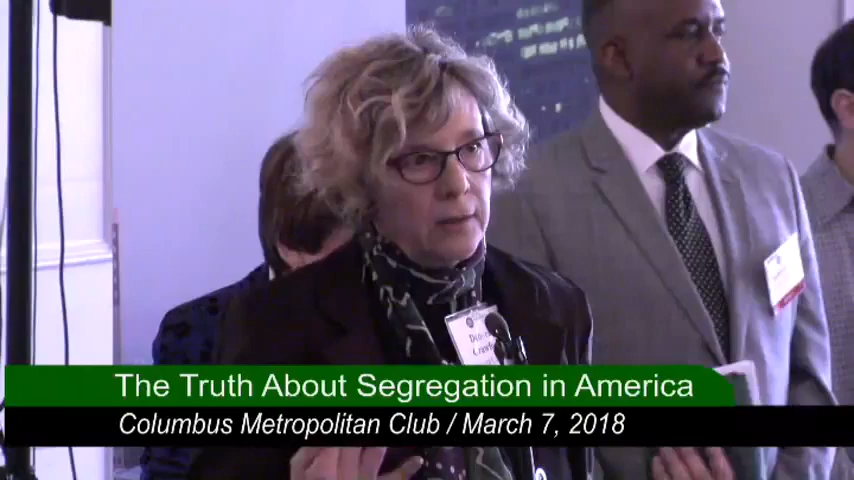 The Truth About Segregation in America
Columbus Metropolitan Club / March 7, 2018